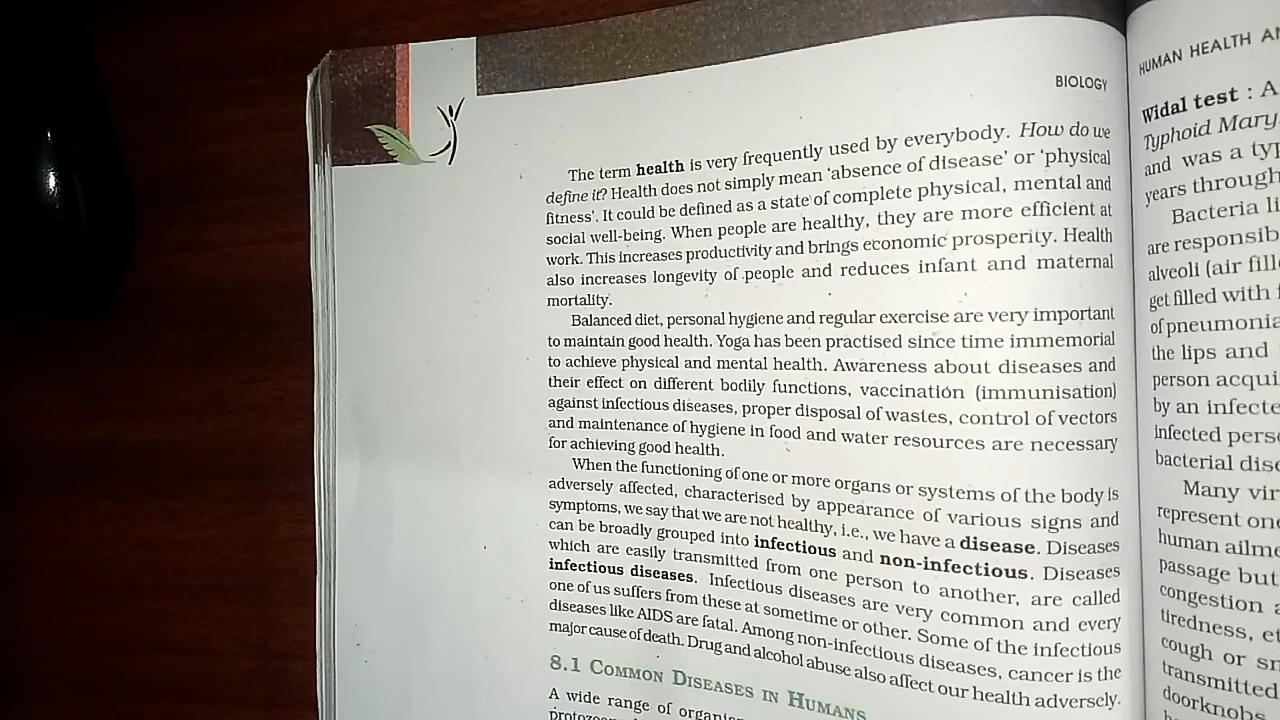 BIOLOGY
The term health is very frequently used by everybody. How do we
define it? Health does not simply mean 'absence of disease' or 'physical
fitness'. It could be defined as a state of complete physical, mental and
social well-being. When people are healthy, they are more efficient at
work. This increases productivity and brings economic prosperity. Health
also increases longevity of people and reduces infant and maternal
mortality.
Balanced diet, personal hygiene and regular exercise are very important
to maintain good health. Yoga has been practised since time immemorial
to achieve physical and mental health. Awareness about diseases and
their effect on different bodily functions, vaccination (immunisation)
against infectious diseases, proper disposal of wastes, control of vectors
and maintenance of hygiene in food and water resources are necessary
for achieving good health.
When the functioning of one or more organs or systems of the body is
adversely affected, characterised by appearance of various signs and
symptoms, we say that we are not healthy, i.e., we have a disease. Diseases
can be broadly grouped into infectious and non-infectious. Diseases
which are easily transmitted from one person to another, are called
infectious diseases. Infectious diseases are very common and every
one of us suffers from these at sometime or other. Some of the infectious
diseases like AIDS are fatal. Among non-infectious diseases, cancer is the
major cause of death. Drug and alcohol abuse also affect our health adversely.
8.1 COMMON DISEASES IN HUMANS
A wide range of
HUMAN HEALTH
Widal test : A
Typhoid Mary
and was a
years through
Bacteria
are
alveoli (air
get filled with
of pneumonia
the lips and
person
by an
infected
bacterial
Many
represent
human
passage but
congestion
tiredness,
cough or
transmitted
doorknobs